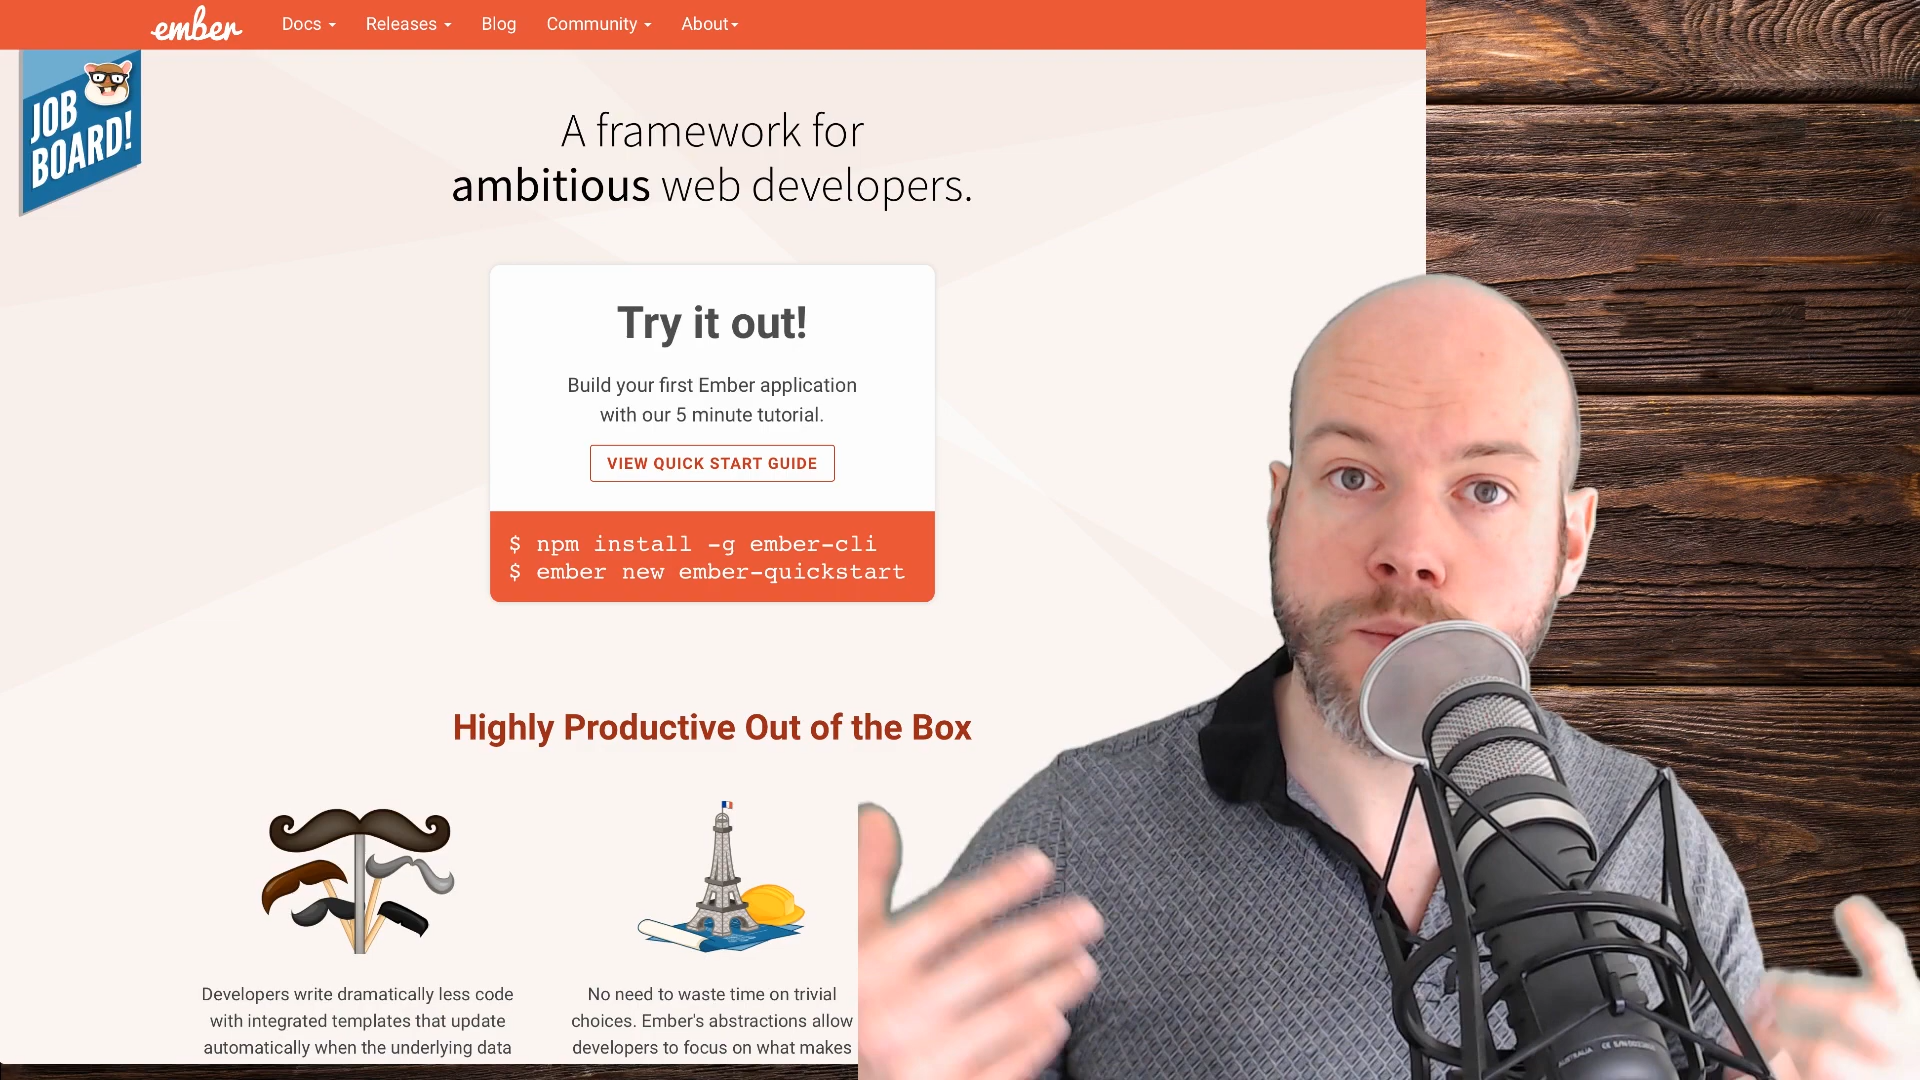 ember
Docs
Releases
Blog
Community
About
JOB
BOARD!
A framework for
ambitious web developers.
Try it out!
Build your first Ember application
with our 5 minute tutorial.
VIEW QUICK START GUIDE
$ npm install -g ember-cli
$ ember new ember-quickstart
Highly Productive Out of the Box
Developers write dramatically less code
with integrated templates that update
automatically when the underlying data
No need to waste time on trivial
choices. Ember's abstractions allow
developers to focus on what makes
AUSTRALIA